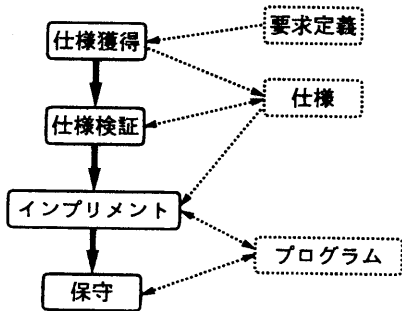 要求定義
仕様獲得
仕様
仕様検証
インプリメント
プログラム
保守